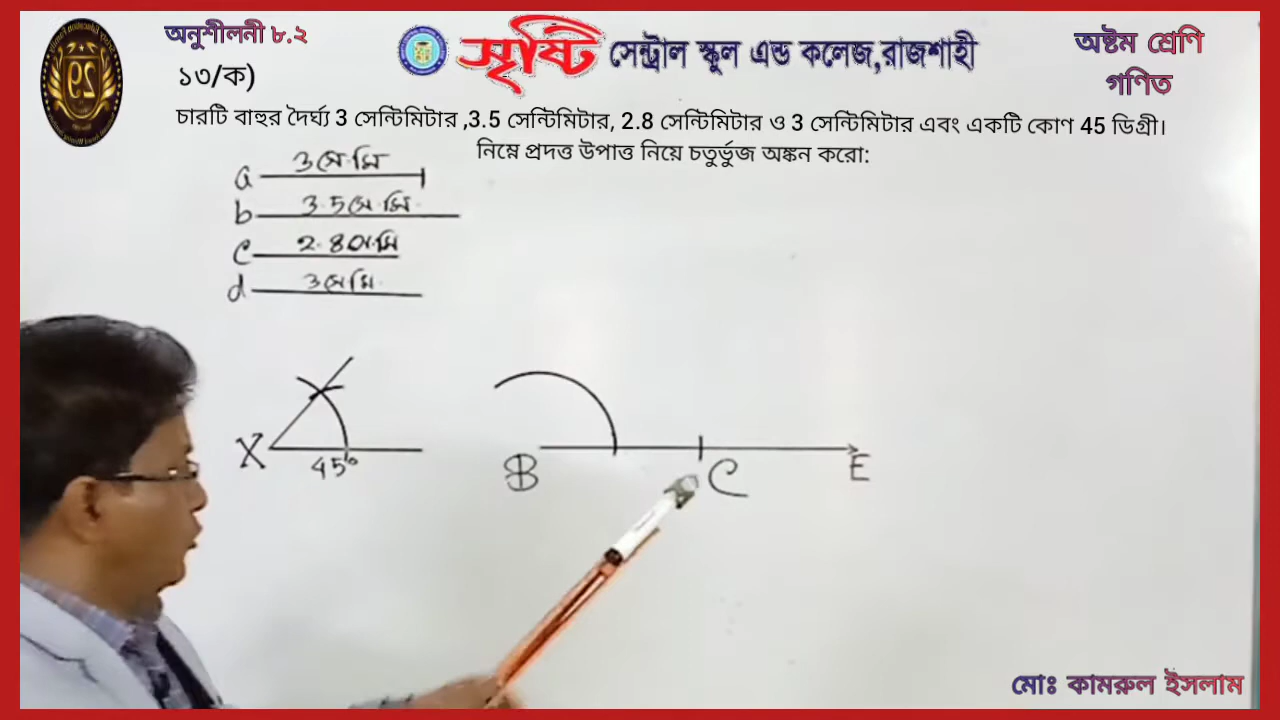 অনুশীলনী ৮.২
সৃষ্টি সেন্ট্রাল স্কুল এন্ড কলেজ,রাজশাহী
অষ্টম শ্রেণি
গণিত
১৩/ক)
চারটি বাহুর দৈর্ঘ্য 3 সেন্টিমিটার ,3.5 সেন্টিমিটার, 2.8 সেন্টিমিটার ও 3 সেন্টিমিটার এবং একটি কোণ 45 ডিগ্রী।
নিম্নে প্রদত্ত উপাত্ত নিয়ে চতুর্ভুজ অঙ্কন করো:
a 3সে.মি
b 3.5সে.মি.
c 2.8সে.মি
d 3সে.মি.
X 45°
B C E
মোঃ কামরুল ইসলাম